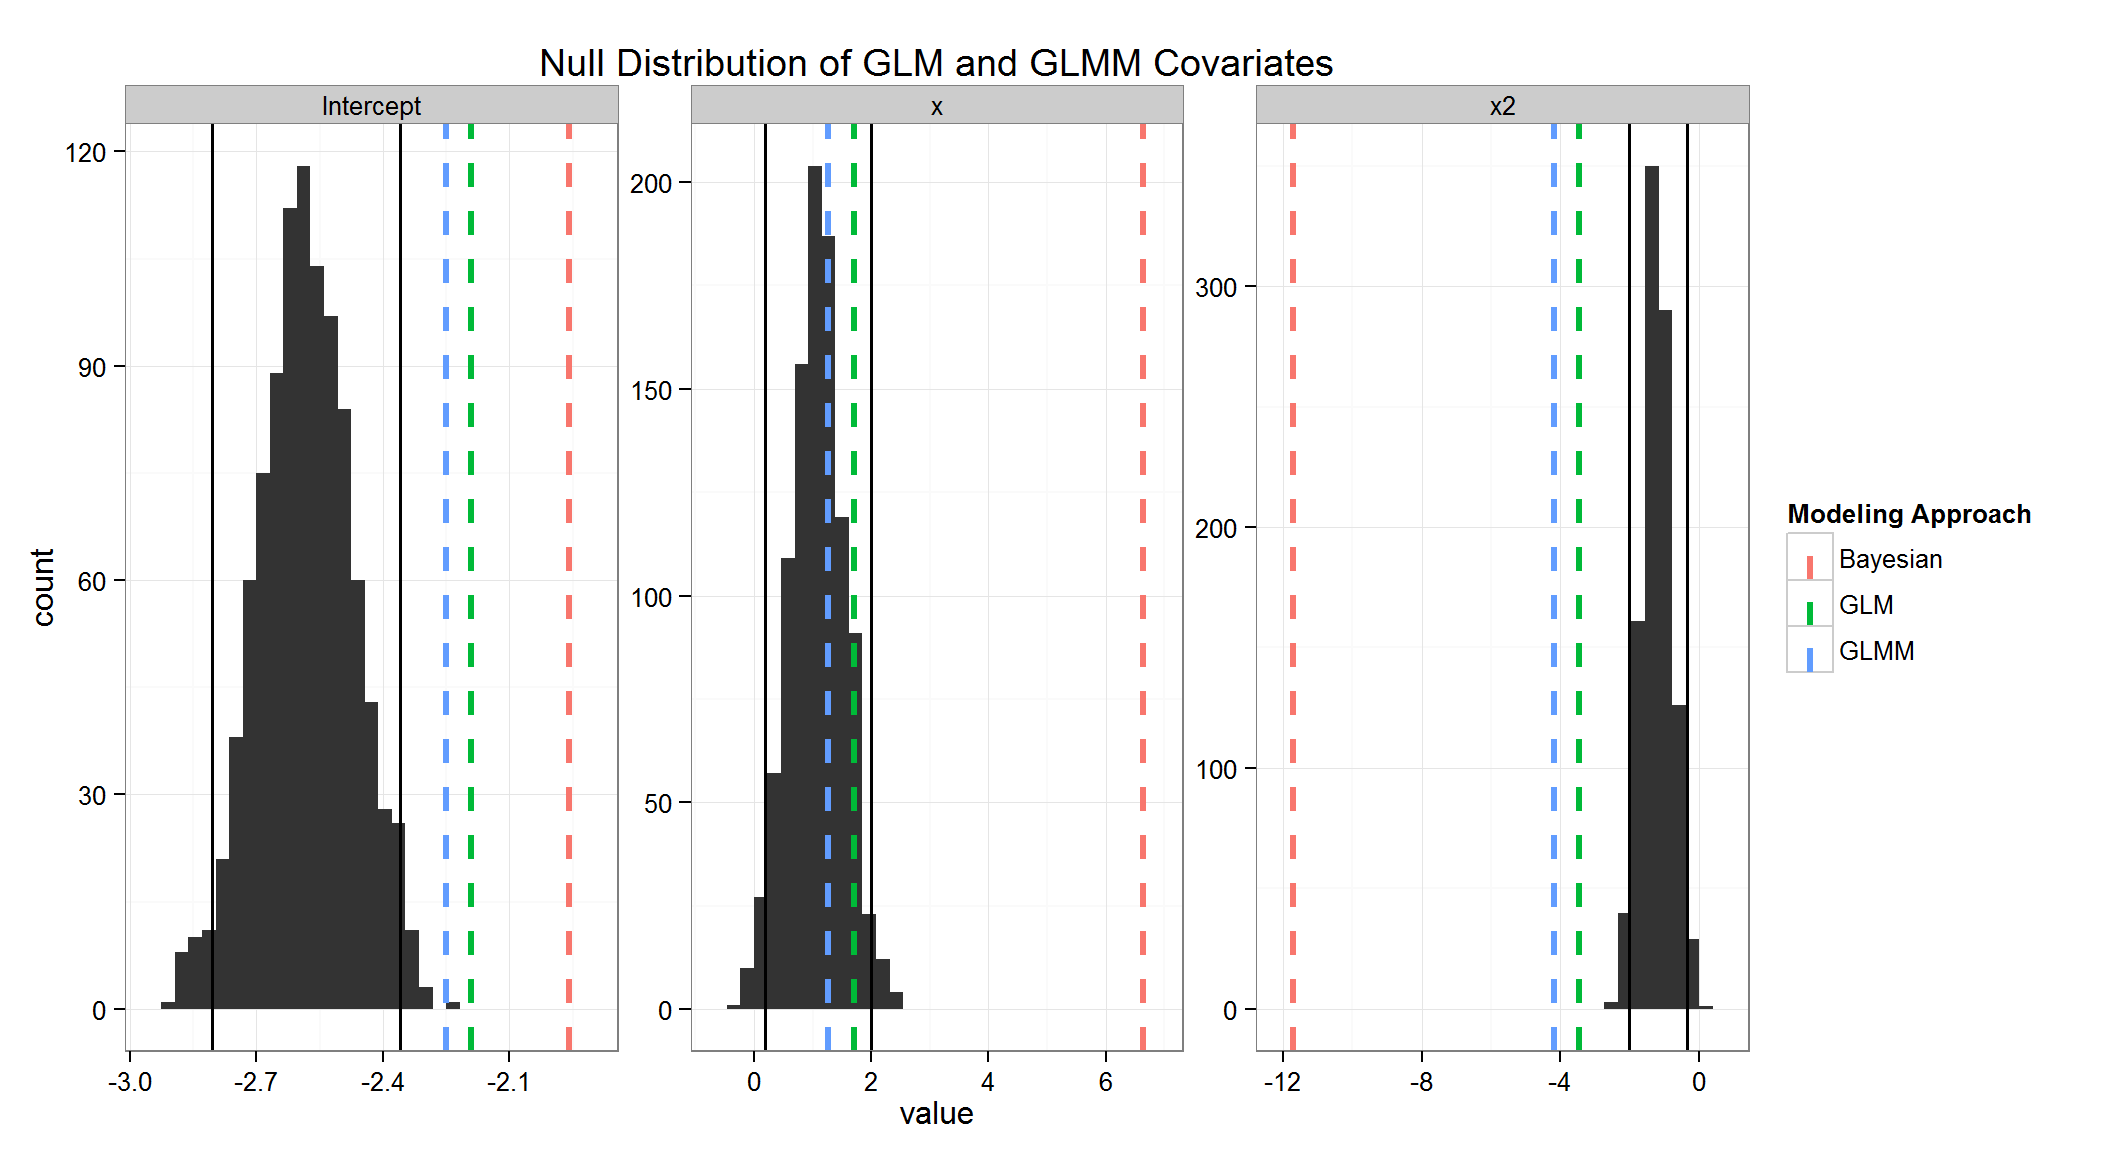 Null Distribution of GLM and GLMM Covariates
Intercept
x
x2
120
90
60
30
0
200
150
100
50
0
300
200
100
0
count
-3.0 -2.7 -2.4 -2.1
0 2 4 6
-12 -8 -4 0
value
Modeling Approach
Bayesian
GLM
GLMM